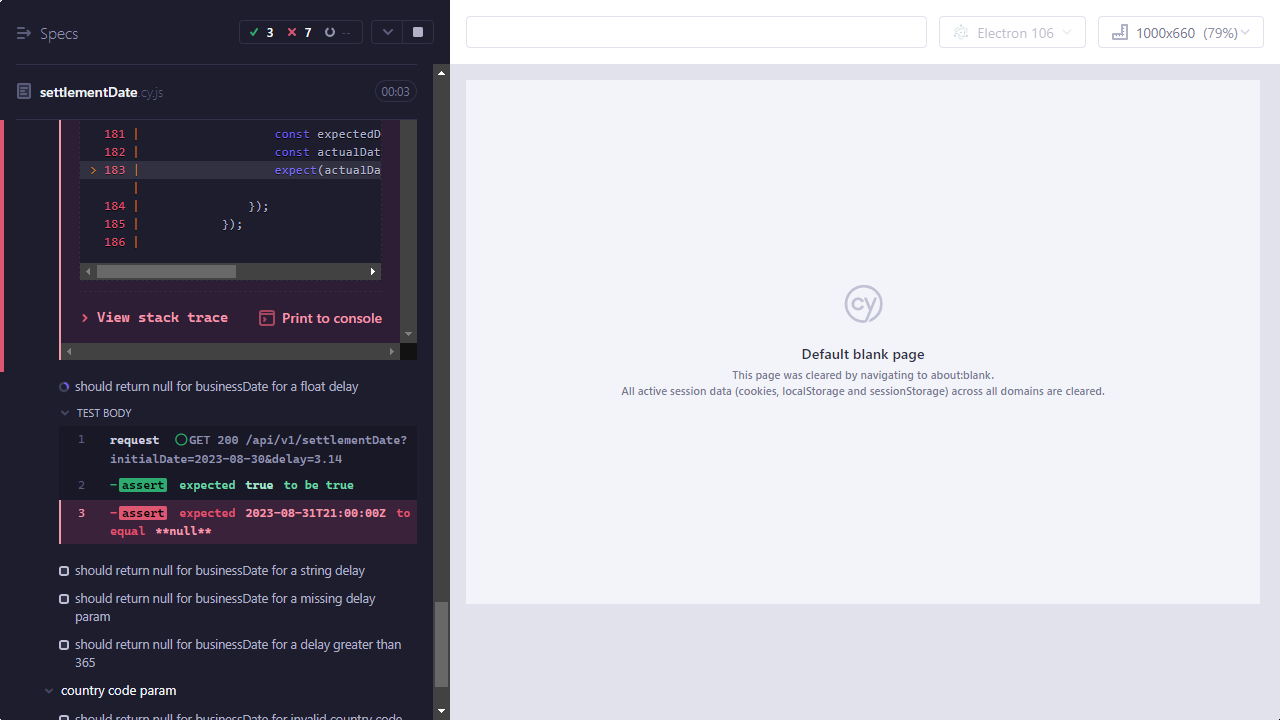 Specs
3 7 --
Electron 106
1000x660 (79%)
settlementDate.cy.js
00:03
181 | const expectedD
182 | const actualDat
> 183 | expect(actualDa
|
184 | });
185 | });
186 |
> View stack trace
Print to console
should return null for businessDate for a float delay
TEST BODY
1 request GET 200 /api/v1/settlementDate?
initialDate=2023-08-30&delay=3.14
2 -assert expected true to be true
3 -assert expected 2023-08-31T21:00:00Z to
equal **null**
should return null for businessDate for a string delay
should return null for businessDate for a missing delay
param
should return null for businessDate for a delay greater than
365
country code param
should return null for businessDate for invalid country code
cy
Default blank page
This page was cleared by navigating to about:blank.
All active session data (cookies, localStorage and sessionStorage) across all domains are cleared.